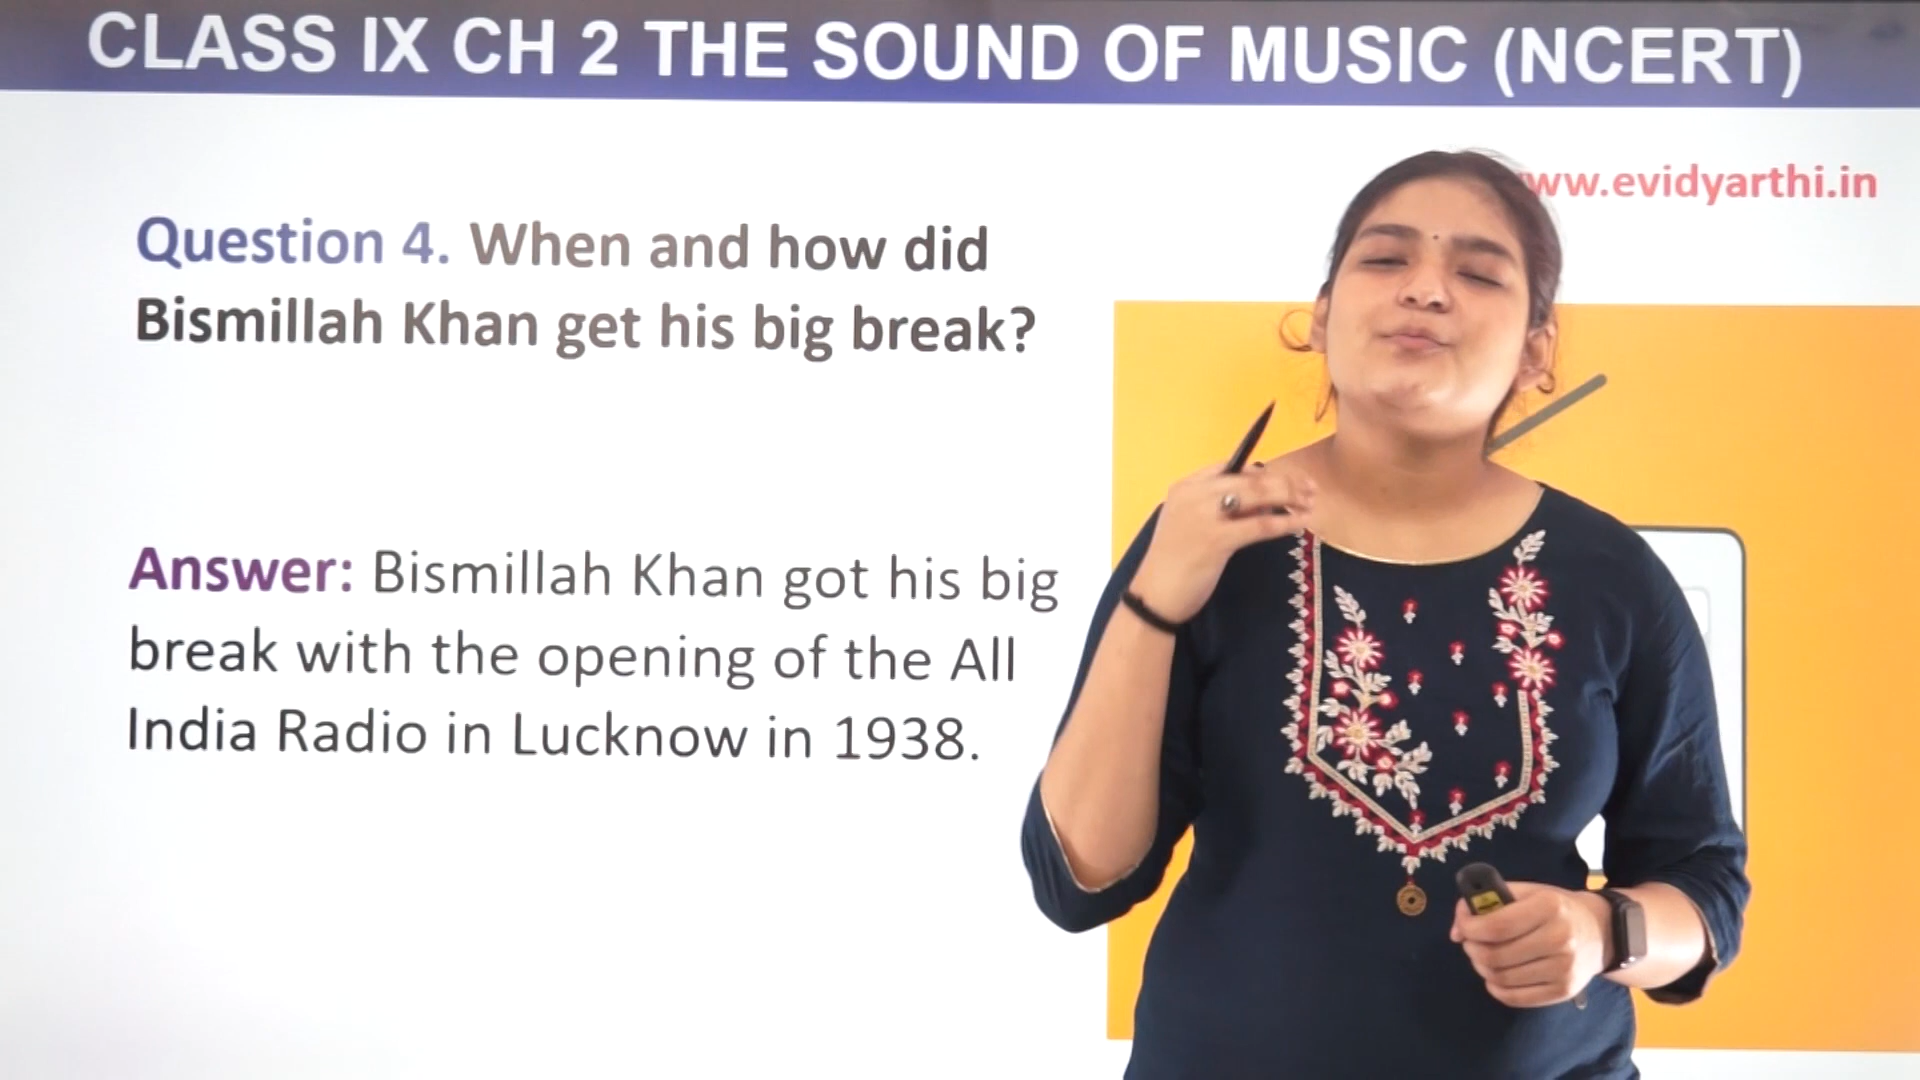 CLASS IX CH 2 THE SOUND OF MUSIC (NCERT)
www.evidyarthi.in
Question 4. When and how did
Bismillah Khan get his big break?
Answer: Bismillah Khan got his big
break with the opening of the All
India Radio in Lucknow in 1938.